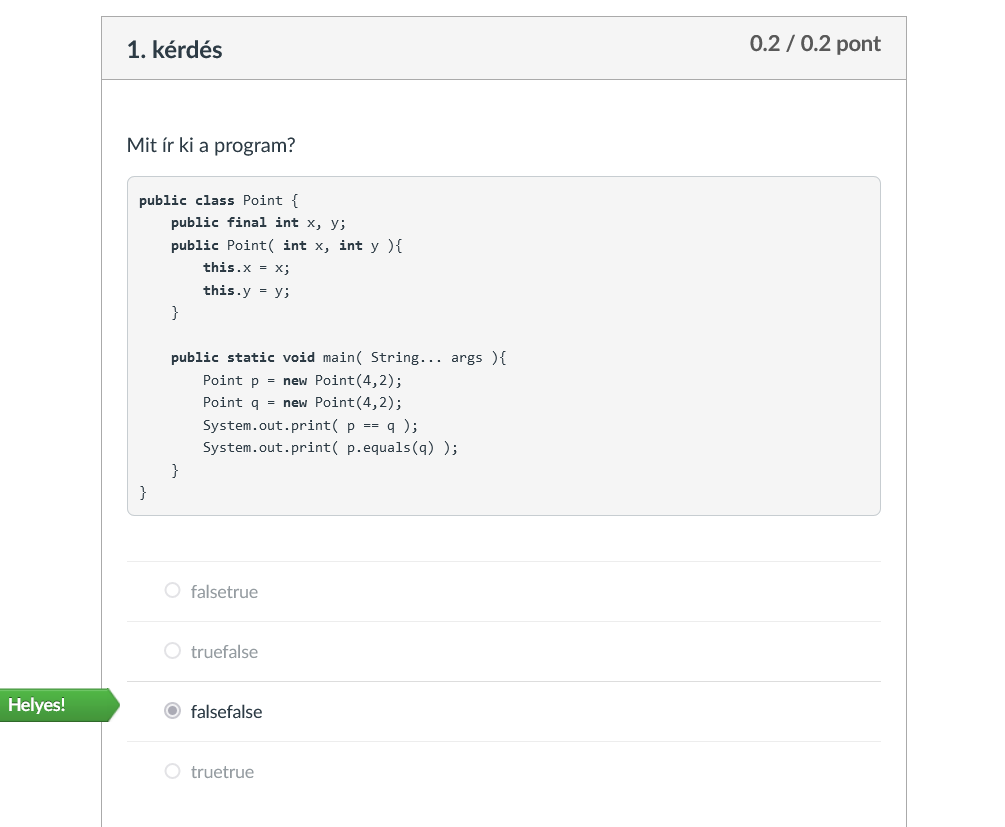 1. kérdés
0.2 / 0.2 pont
Mit ír ki a program?
public class Point {
    public final int x, y;
    public Point( int x, int y ){
        this.x = x;
        this.y = y;
    }

    public static void main( String... args ){
        Point p = new Point(4,2);
        Point q = new Point(4,2);
        System.out.print( p == q );
        System.out.print( p.equals(q) );
    }
}
falsetrue
truefalse
Helyes!
falsefalse
truetrue